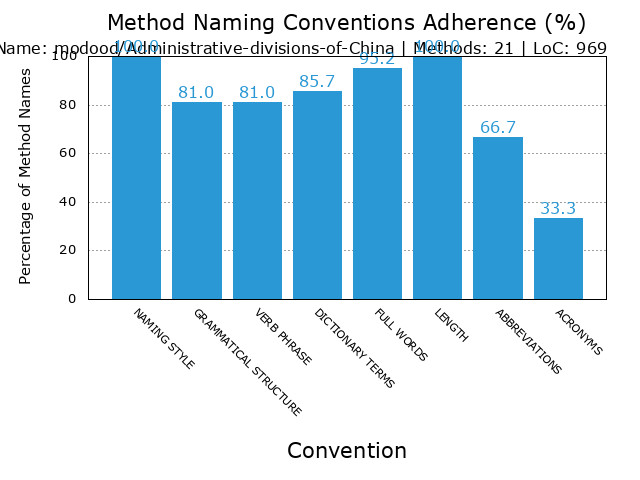 Method Naming Conventions Adherence (%)
Name: modood/Administrative-divisions-of-China | Methods: 21 | LoC: 969
100.0
81.0
81.0
85.7
95.2
100.0
66.7
33.3
Percentage of Method Names
100
80
60
40
20
0
NAMING STYLE
GRAMMATICAL STRUCTURE
VERB PHRASE
DICTIONARY TERMS
FULL WORDS
LENGTH
ABBREVIATIONS
ACRONYMS
Convention